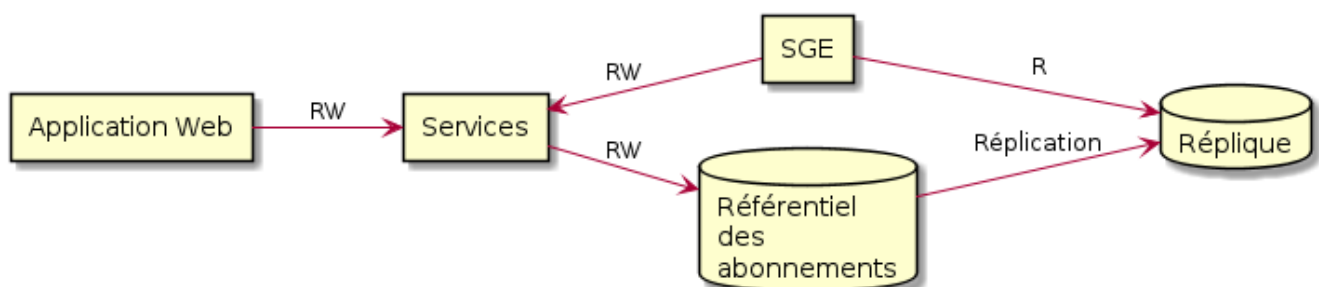 SGE
RW
R
Application Web
RW
Services
RW
Réplication
Réplique
Référentiel
des
abonnements